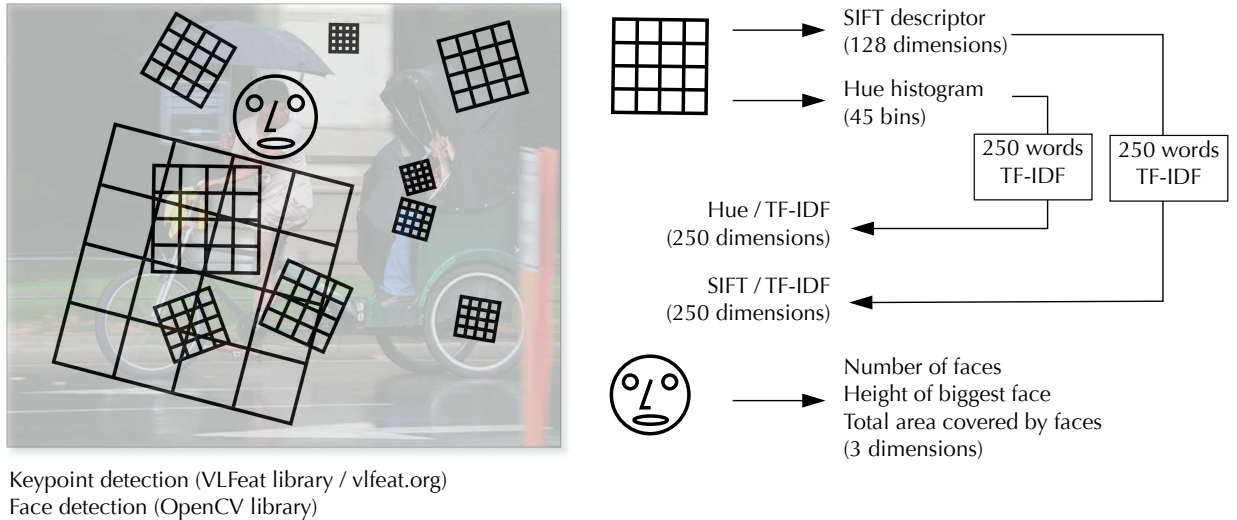 SIFT descriptor
(128 dimensions)
Hue histogram
(45 bins)
250 words
TF-IDF
250 words
TF-IDF
Hue / TF-IDF
(250 dimensions)
SIFT / TF-IDF
(250 dimensions)
Number of faces
Height of biggest face
Total area covered by faces
(3 dimensions)
Keypoint detection (VLFeat library / vlfeat.org)
Face detection (OpenCV library)